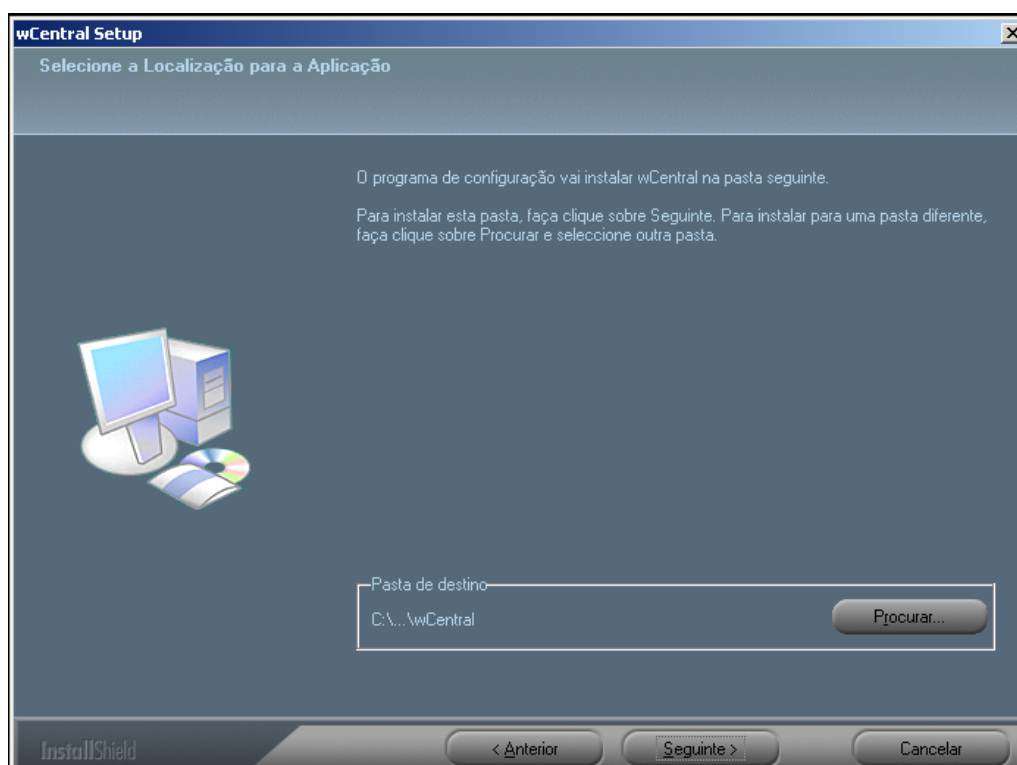 wCentral Setup
Selecione a Localização para a Aplicação
O programa de configuração vai instalar wCentral na pasta seguinte.
Para instalar esta pasta, faça clique sobre Seguinte. Para instalar para uma pasta diferente,
faça clique sobre Procurar e seleccione outra pasta.
Pasta de destino
C:\...\wCentral
Procurar...
InstallShield
< Anterior
Seguinte >
Cancelar